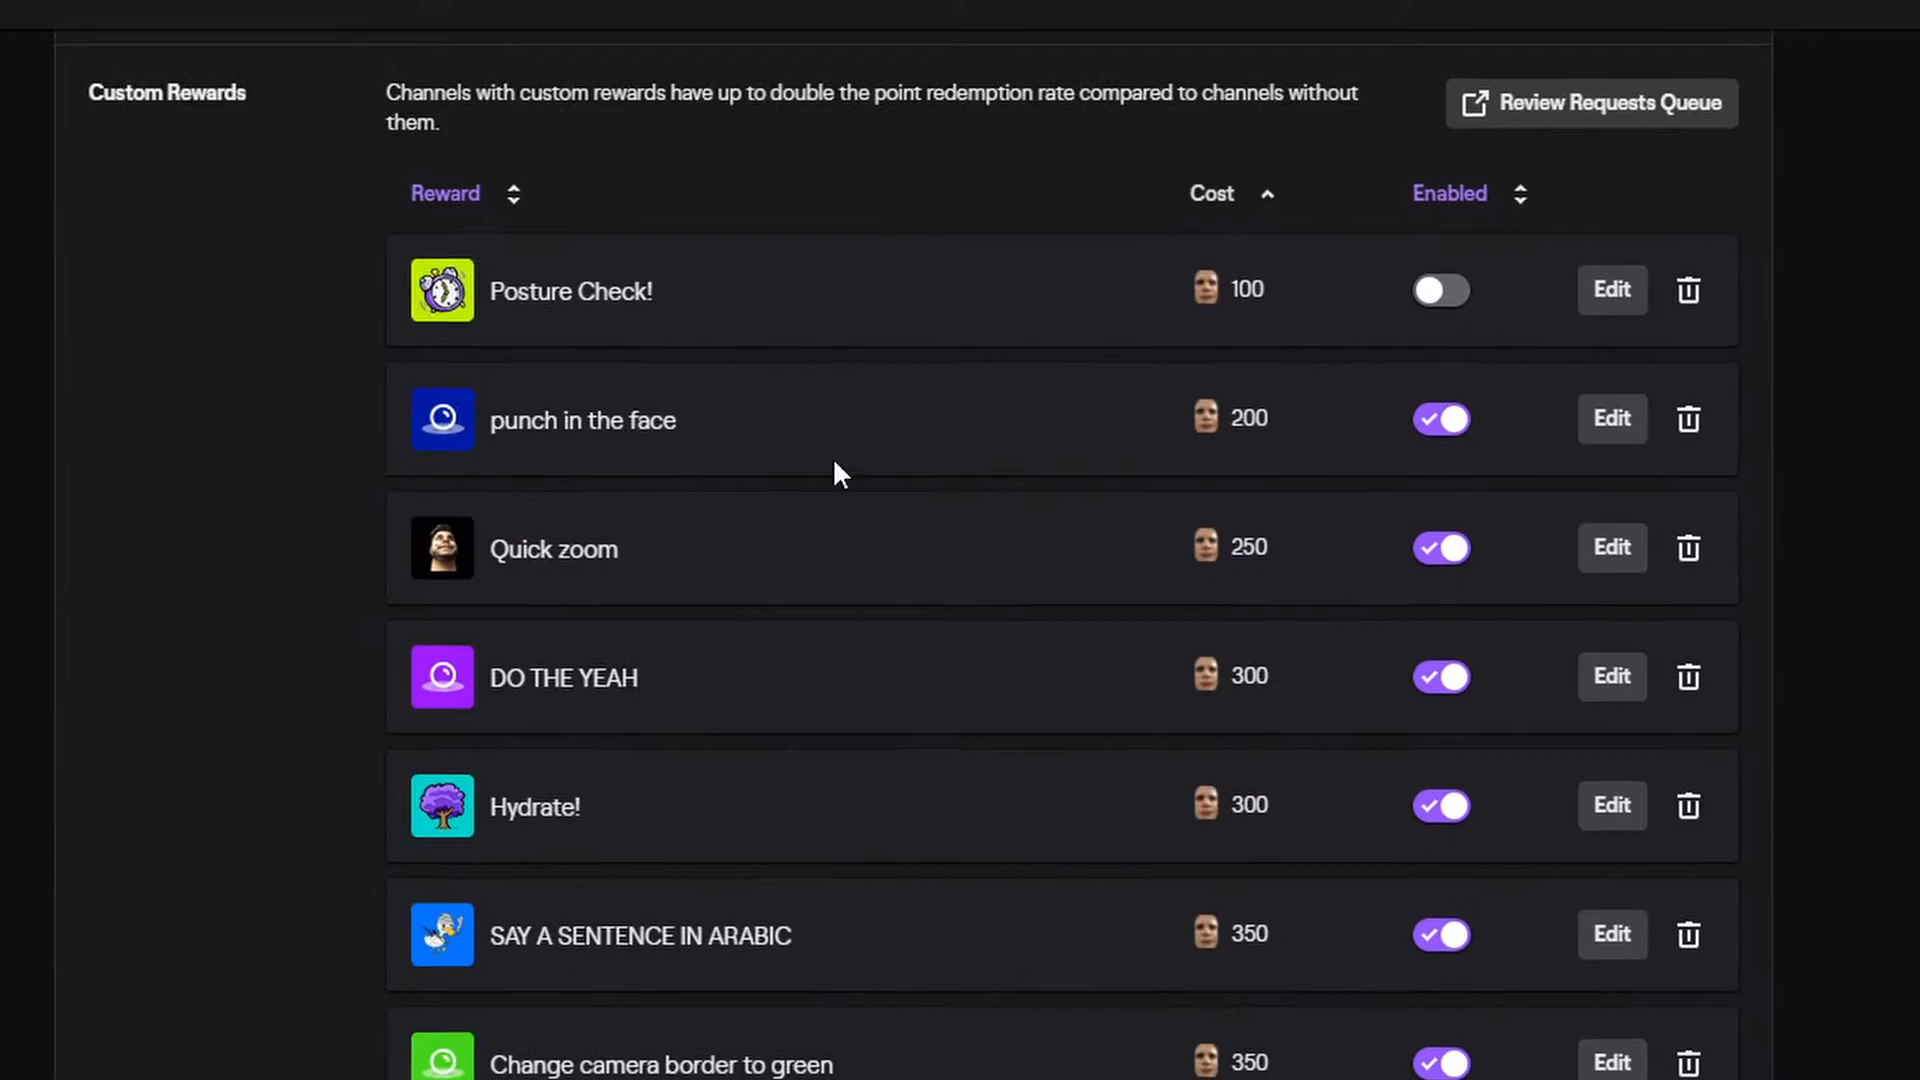 Custom Rewards
Channels with custom rewards have up to double the point redemption rate compared to channels without
them.
Review Requests Queue
Reward Cost Enabled
Posture Check! 100 Edit
punch in the face 200 Edit
Quick zoom 250 Edit
DO THE YEAH 300 Edit
Hydrate! 300 Edit
SAY A SENTENCE IN ARABIC 350 Edit
Change camera border to green 350 Edit